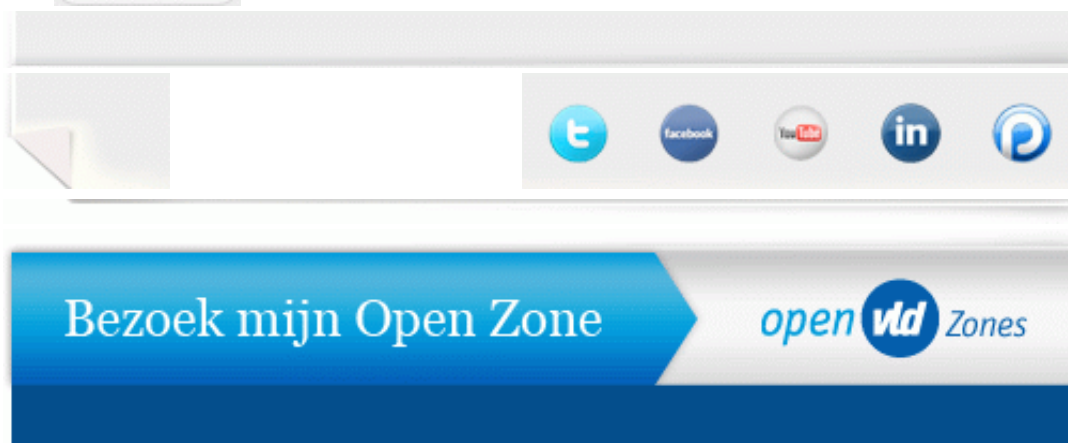 facebook
You Tube
in
Bezoek mijn Open Zone
open vld Zones